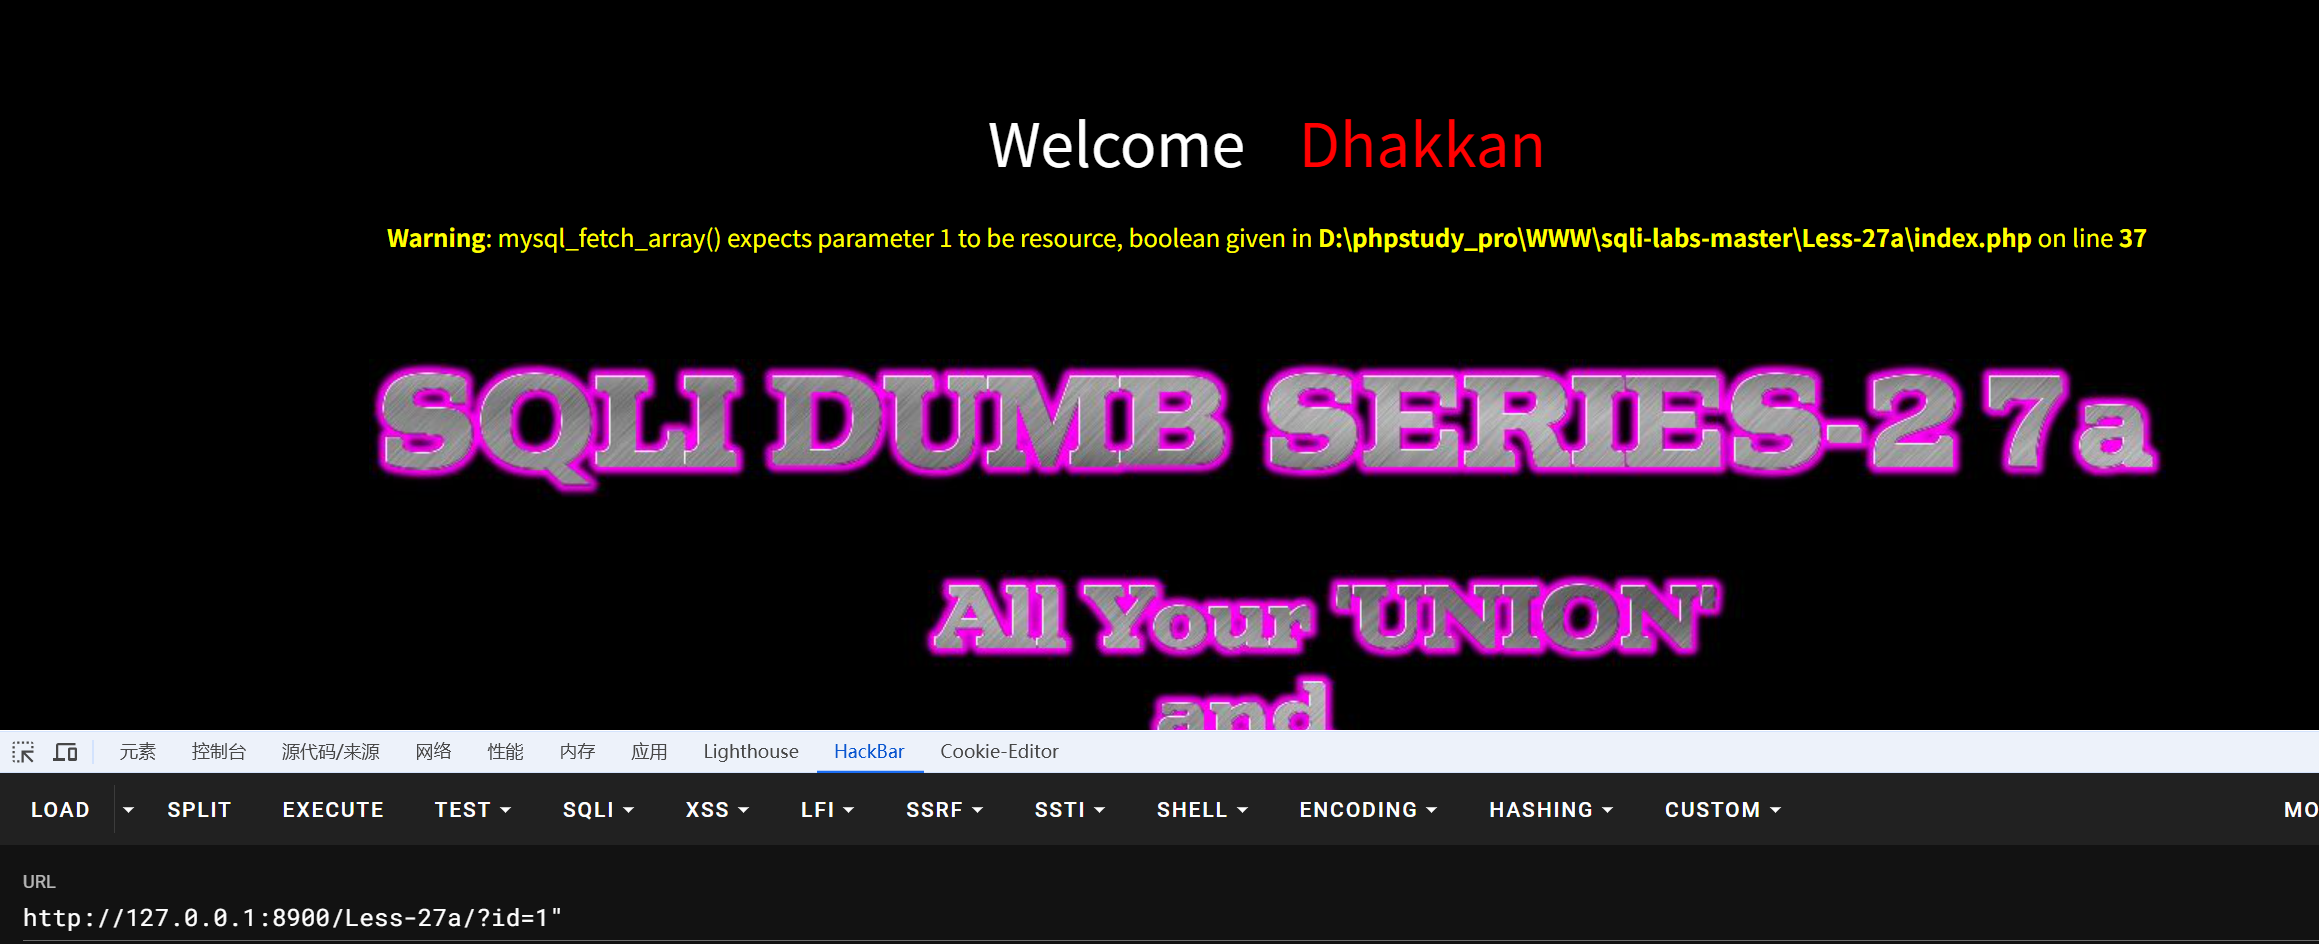 Welcome Dhakkan
Warning: mysql_fetch_array() expects parameter 1 to be resource, boolean given in D:\phpstudy_pro\WWW\sqli-labs-master\Less-27a\index.php on line 37
SQLI DUMB SERIES-27a
All Your 'UNION'
and
元素 控制台 源代码/来源 网络 性能 内存 应用 Lighthouse HackBar Cookie-Editor
LOAD SPLIT EXECUTE TEST SQLI XSS LFI SSRF SSTI SHELL ENCODING HASHING CUSTOM MO
URL
http://127.0.0.1:8900/Less-27a/?id=1"